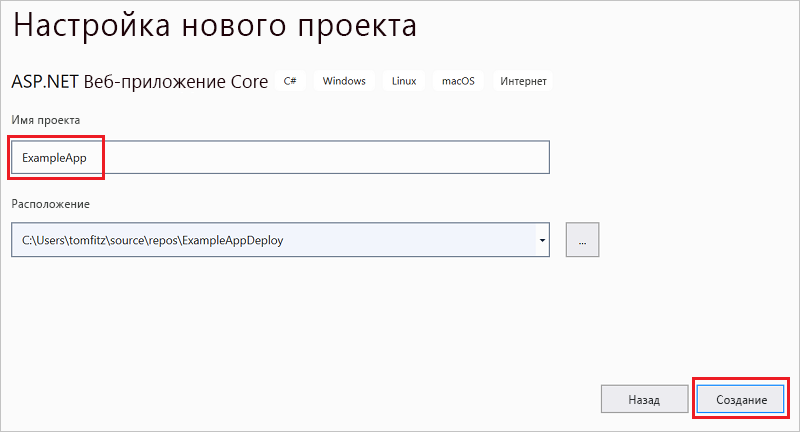 Настройка нового проекта
ASP.NET Веб-приложение Core C# Windows Linux macOS Интернет
Имя проекта
ExampleApp
Расположение
C:\Users\tomfitz\source\repos\ExampleAppDeploy ...
Назад Создание